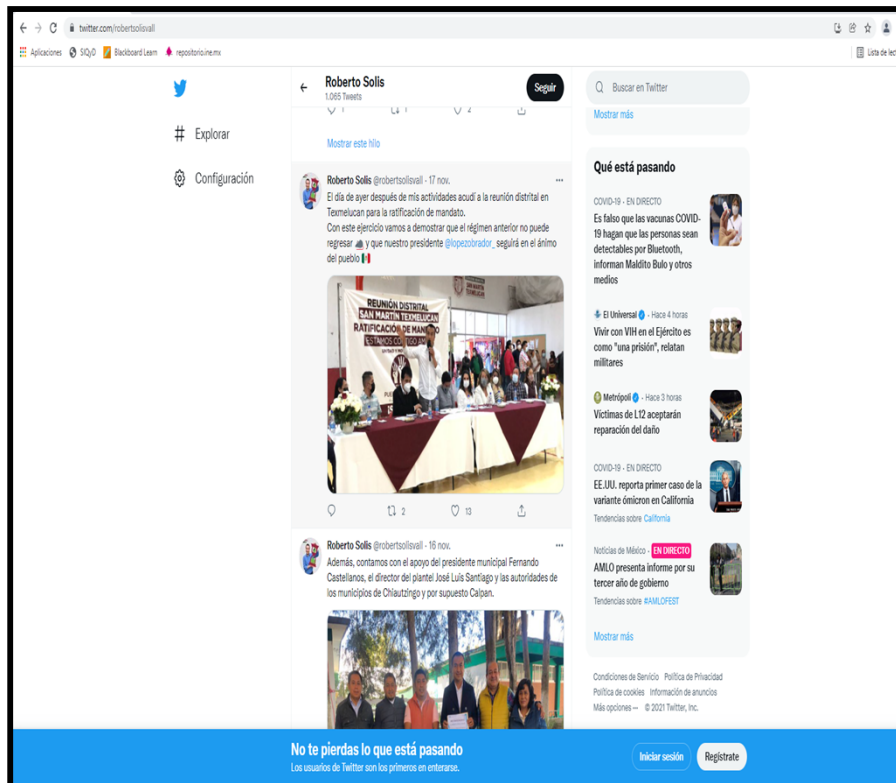 twitter.com/robertsolisvall
Aplicaciones
SIQyD
Blackboard Learn
repositorio.ine.mx
Lista de lect
Explorar
Configuración
Roberto Solis
1.065 Tweets
Seguir
1
1
2
Mostrar este hilo
Roberto Solis @robertsolisvall · 17 nov.
El día de ayer después de mis actividades acudí a la reunión distrital en
Texmelucan para la ratificación de mandato.
Con este ejercicio vamos a demostrar que el régimen anterior no puede
regresar y que nuestro presidente @lopezobrador_ seguirá en el ánimo
del pueblo
SAN MARTÍN
TEXMELUCAN
REUNIÓN DISTRITAL
SAN MARTÍN TEXMELUCAN
RATIFICACIÓN DE MANDATO
ESTAMOS CONTIGO
2
13
Roberto Solis @robertsolisvall · 16 nov.
Además, contamos con el apoyo del presidente municipal Fernando
Castellanos, el director del plantel José Luis Santiago y las autoridades de
los municipios de Chiautzingo y por supuesto Calpan.
Buscar en Twitter
Mostrar más
Qué está pasando
COVID-19 · EN DIRECTO
Es falso que las vacunas COVID-
19 hagan que las personas sean
detectables por Bluetooth,
informan Maldito Bulo y otros
medios
El Universal · Hace 4 horas
Vivir con VIH en el Ejército es
como "una prisión", relatan
militares
Metrópoli · Hace 3 horas
Víctimas de L12 aceptarán
reparación del daño
COVID-19 · EN DIRECTO
EE.UU. reporta primer caso de la
variante ómicron en California
Tendencias sobre California
Noticias de México · EN DIRECTO
AMLO presenta informe por su
tercer año de gobierno
Tendencias sobre #AMLOFEST
Mostrar más
Condiciones de Servicio Política de Privacidad
Política de cookies Información de anuncios
Más opciones ··· © 2021 Twitter, Inc.
No te pierdas lo que está pasando
Los usuarios de Twitter son los primeros en enterarse.
Iniciar sesión
Regístrate